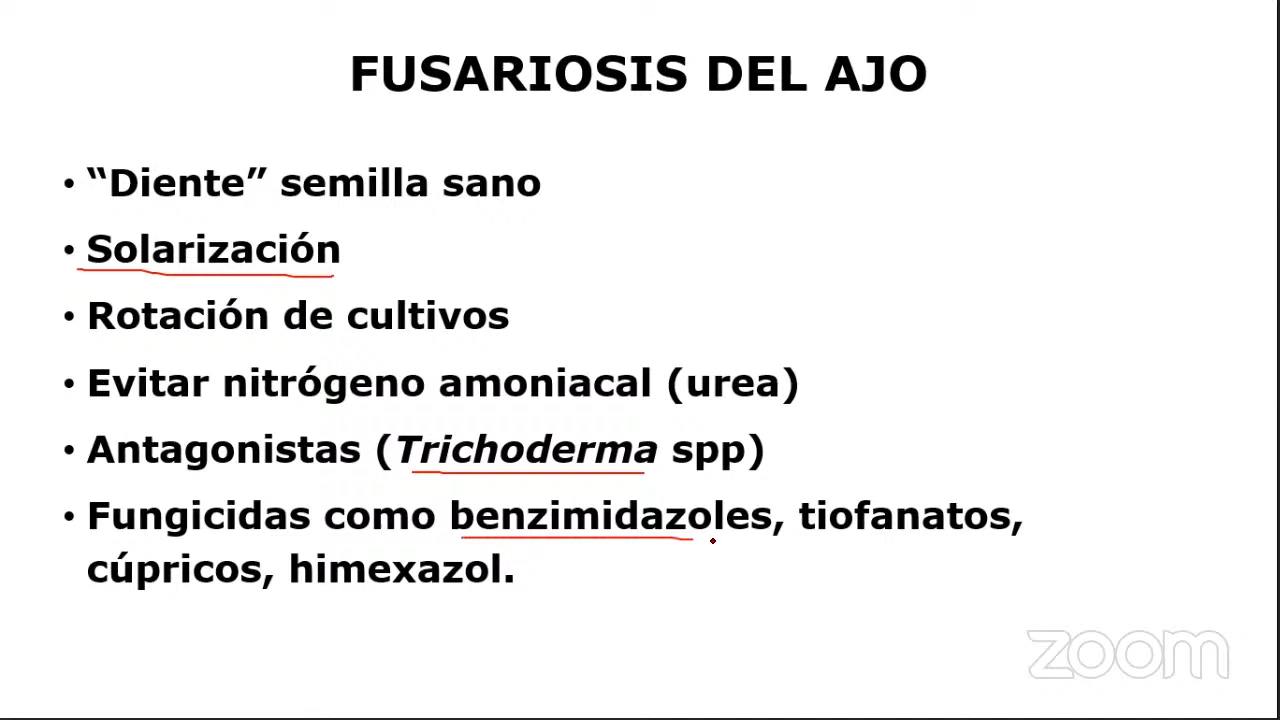 FUSARIOSIS DEL AJO
• “Diente” semilla sano
• Solarización
• Rotación de cultivos
• Evitar nitrógeno amoniacal (urea)
• Antagonistas (Trichoderma spp)
• Fungicidas como benzimidazoles, tiofanatos,
cúpricos, himexazol.
zoom